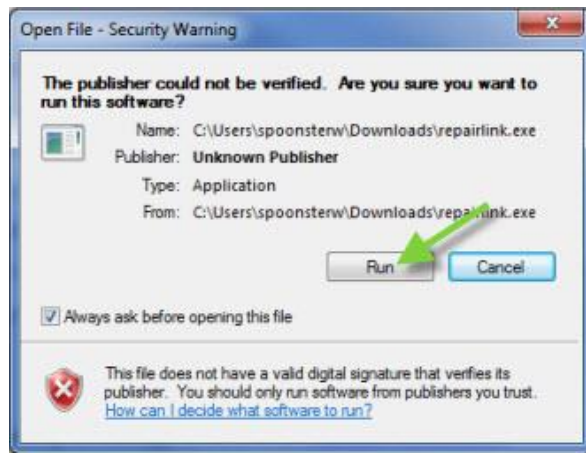 Open File - Security Warning
The publisher could not be verified. Are you sure you want to
run this software?
Name: C:\Users\spoonsterw\Downloads\repairlink.exe
Publisher: Unknown Publisher
Type: Application
From: C:\Users\spoonsterw\Downloads\repairlink.exe
Run Cancel
Always ask before opening this file
This file does not have a valid digital signature that verifies its
publisher. You should only run software from publishers you trust.
How can I decide what software to run?